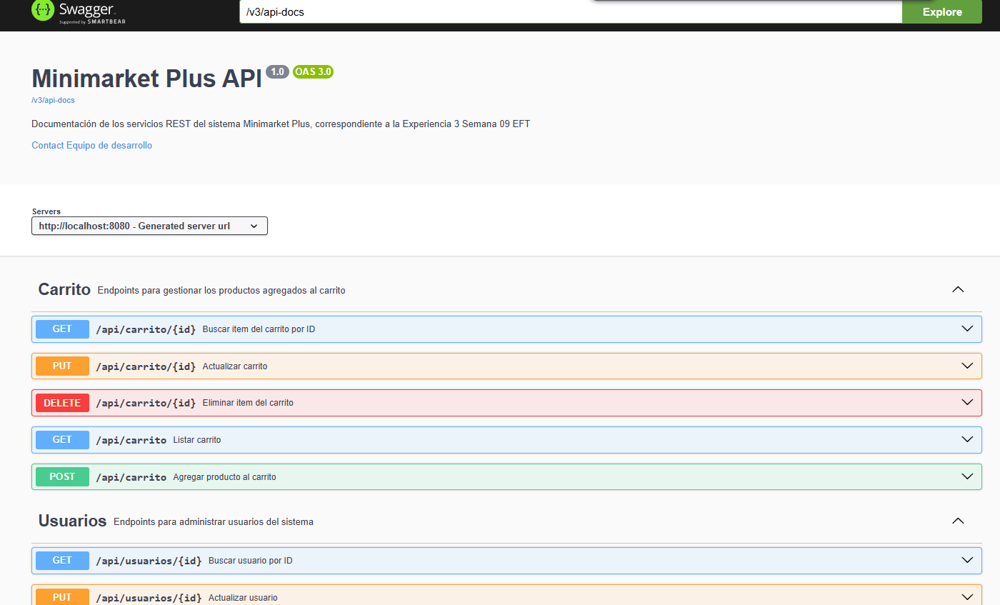 {...} Swagger
Supported by SMARTBEAR
/v3/api-docs
Explore
Minimarket Plus API 1.0 OAS 3.0
/v3/api-docs
Documentación de los servicios REST del sistema Minimarket Plus, correspondiente a la Experiencia 3 Semana 09 EFT
Contact Equipo de desarrollo
Servers
http://localhost:8080 - Generated server url
Carrito Endpoints para gestionar los productos agregados al carrito
GET /api/carrito/{id} Buscar item del carrito por ID
PUT /api/carrito/{id} Actualizar carrito
DELETE /api/carrito/{id} Eliminar item del carrito
GET /api/carrito Listar carrito
POST /api/carrito Agregar producto al carrito
Usuarios Endpoints para administrar usuarios del sistema
GET /api/usuarios/{id} Buscar usuario por ID
PUT /api/usuarios/{id} Actualizar usuario